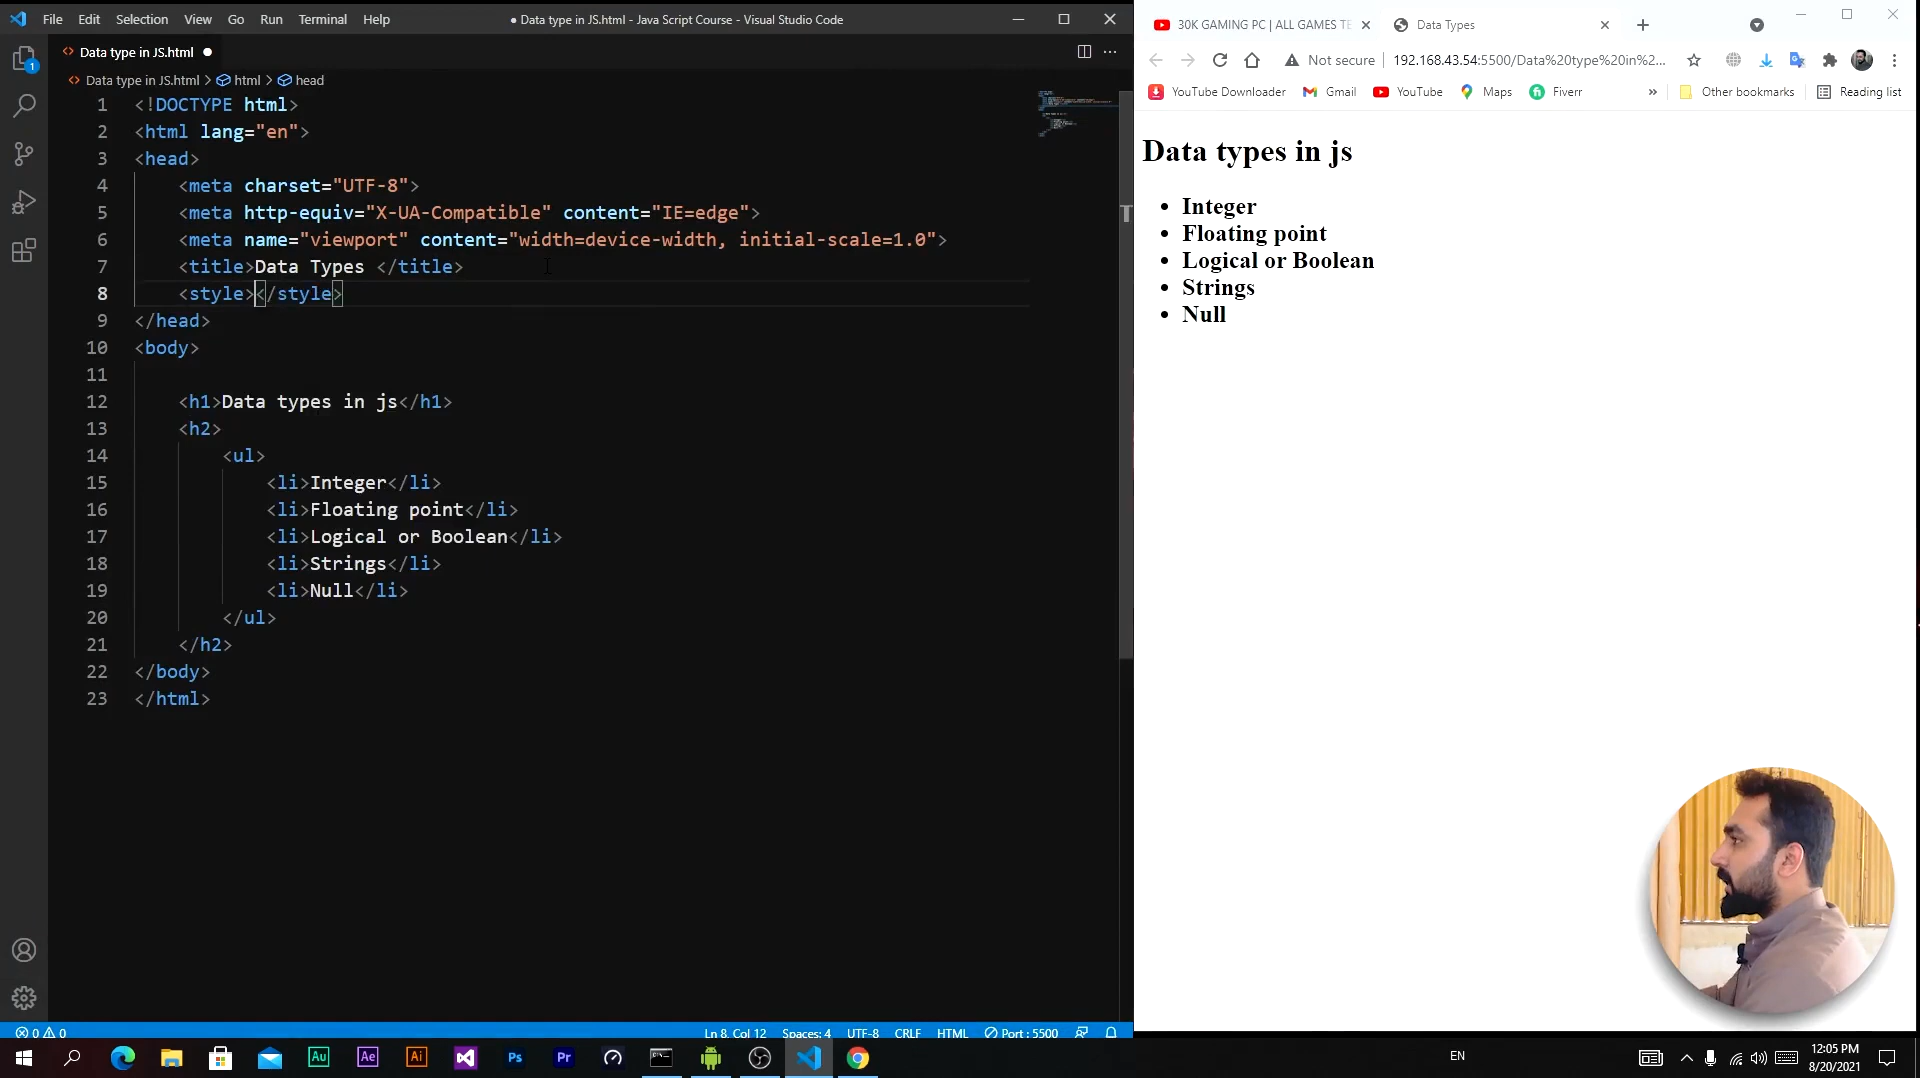 File Edit Selection View Go Run Terminal Help
● Data type in JS.html - Java Script Course - Visual Studio Code
Data type in JS.html ●
Data type in JS.html > html > head
1 <!DOCTYPE html>
2 <html lang="en">
3 <head>
4 <meta charset="UTF-8">
5 <meta http-equiv="X-UA-Compatible" content="IE=edge">
6 <meta name="viewport" content="width=device-width, initial-scale=1.0">
7 <title>Data Types </title>
8 <style></style>
9 </head>
10 <body>
11
12 <h1>Data types in js</h1>
13 <h2>
14 <ul>
15 <li>Integer</li>
16 <li>Floating point</li>
17 <li>Logical or Boolean</li>
18 <li>Strings</li>
19 <li>Null</li>
20 </ul>
21 </h2>
22 </body>
23 </html>
1
0 0
Ln 8, Col 12 Spaces: 4 UTF-8 CRLF HTML Port : 5500
30K GAMING PC | ALL GAMES TE
Data Types
Not secure 192.168.43.54:5500/Data%20type%20in%2...
YouTube Downloader Gmail YouTube Maps Fiverr » Other bookmarks Reading list
Data types in js
• Integer
• Floating point
• Logical or Boolean
• Strings
• Null
Au Ae Ai Ps Pr
EN
12:05 PM
8/20/2021